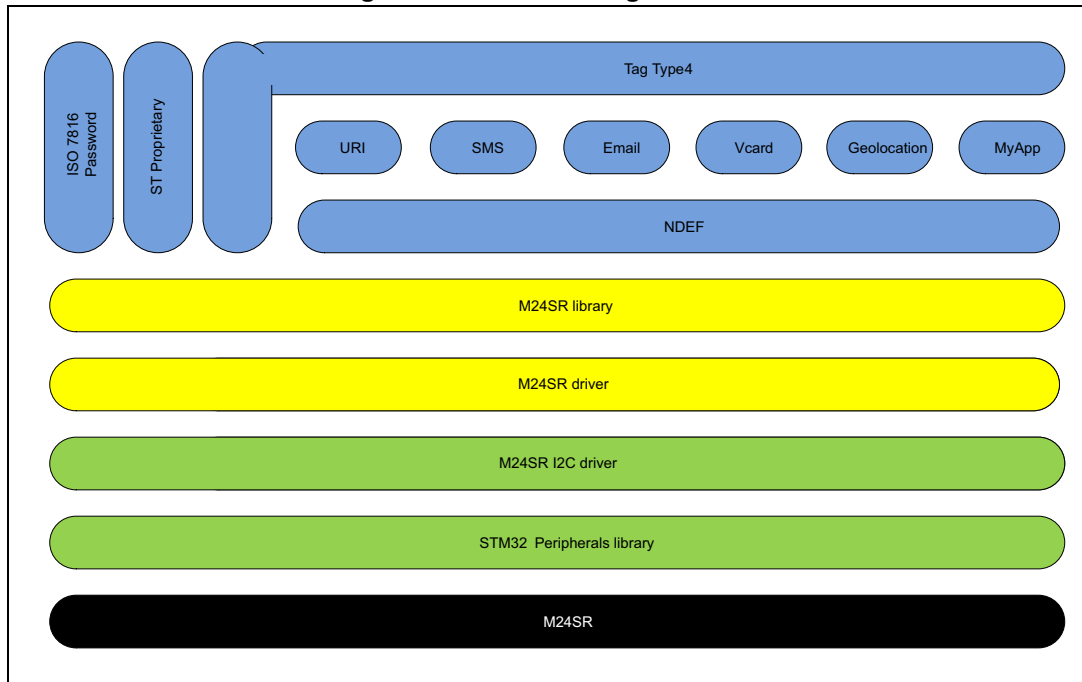 ISO 7816
Password
ST Proprietary
Tag Type4
URI
SMS
Email
Vcard
Geolocation
MyApp
NDEF
M24SR library
M24SR driver
M24SR I2C driver
STM32 Peripherals library
M24SR